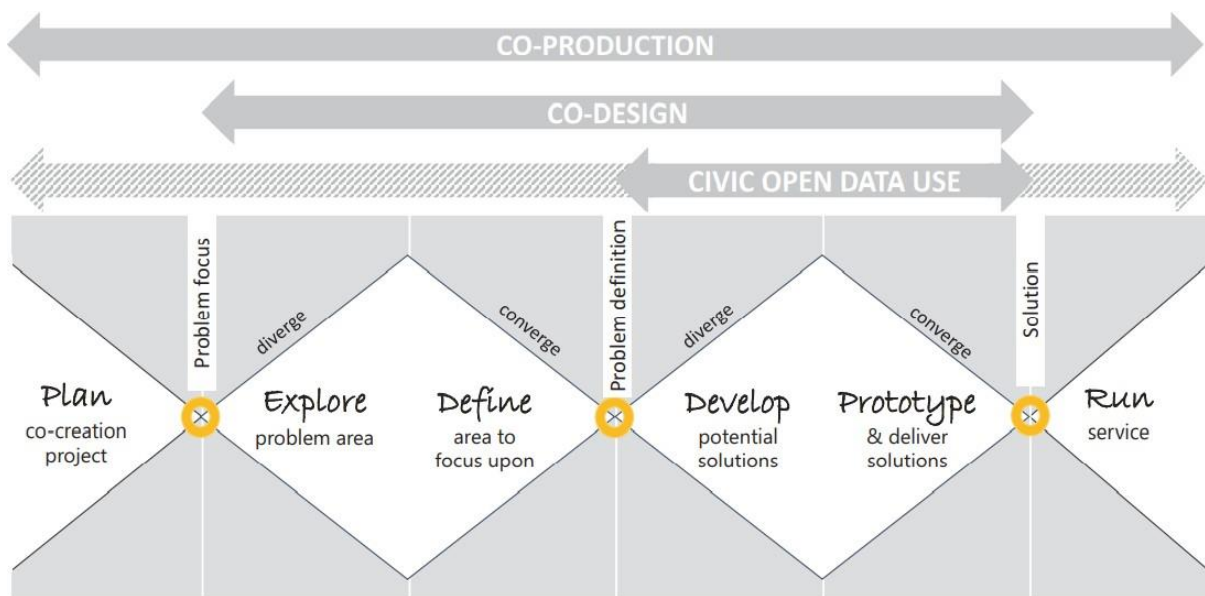 CO-PRODUCTION
CO-DESIGN
CIVIC OPEN DATA USE
Problem focus
diverge
converge
Problem definition
diverge
converge
Solution
Plan
co-creation
project
Explore
problem area
Define
area to
focus upon
Develop
potential
solutions
Prototype
& deliver
solutions
Run
service